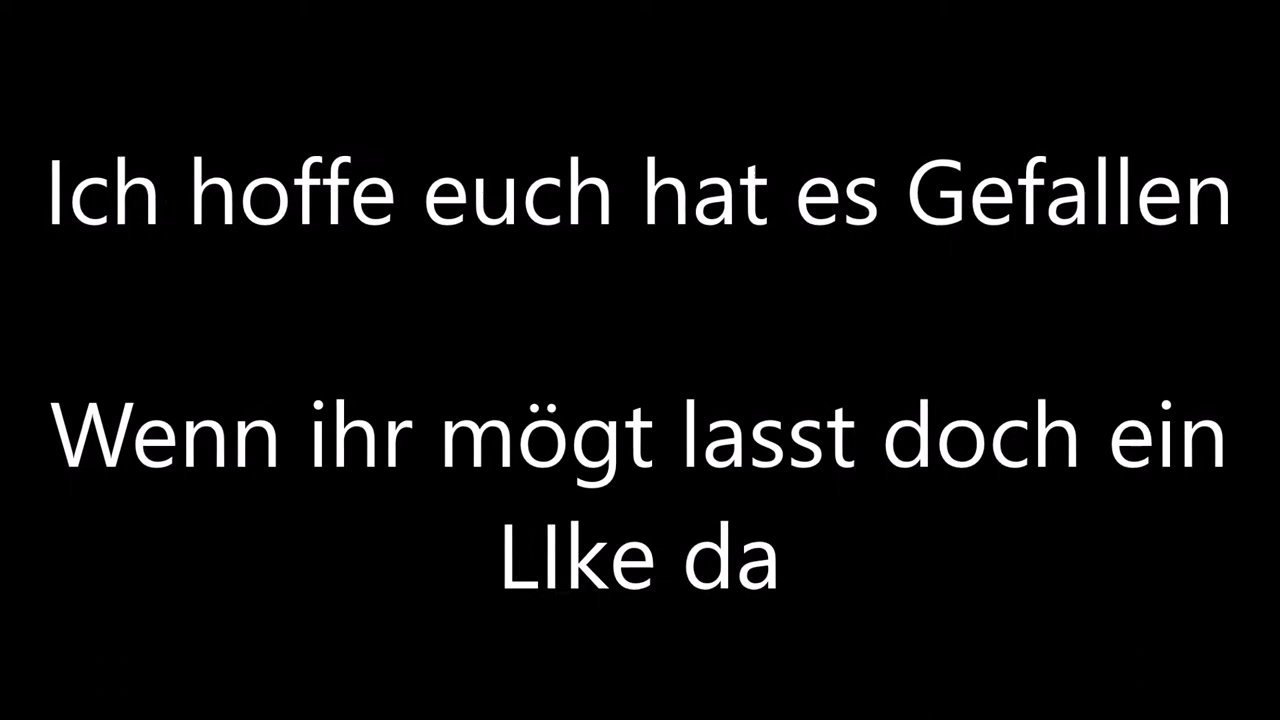 Ich hoffe euch hat es Gefallen
Wenn ihr mögt lasst doch ein
LIke da